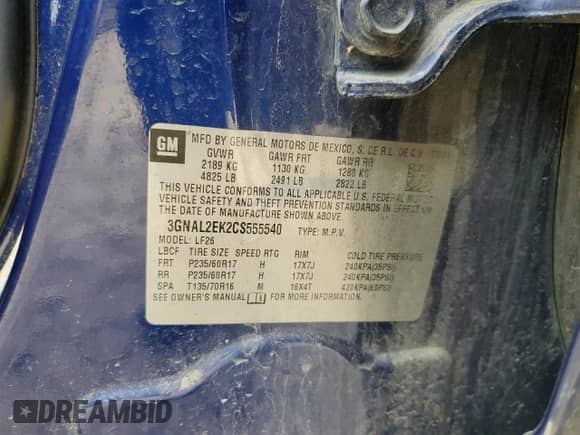 GM
MFD BY GENERAL MOTORS DE MEXICO, S. DE R.L. DE C.V.
GVWR GAWR FRT GAWR RR
2189 KG 1130 KG 1280 KG
4825 LB 2491 LB 2822 LB
THIS VEHICLE CONFORMS TO ALL APPLICABLE U.S. FEDERAL MOTOR
VEHICLE SAFETY AND THEFT PREVENTION STANDARDS IN EFFECT ON
THE DATE OF MANUFACTURE SHOWN ABOVE.
3GNAL2EK2CS555540 TYPE: M.P.V.
MODEL: LF26
LBCF TIRE SIZE SPEED RTG RIM COLD TIRE PRESSURE
FRT P235/60R17 H 17X7J 240KPA(35PSI)
RR P235/60R17 H 17X7J 240KPA(35PSI)
SPA T135/70R16 M 16X4T 420KPA(60PSI)
SEE OWNER'S MANUAL FOR MORE INFORMATION.
DREAMBID